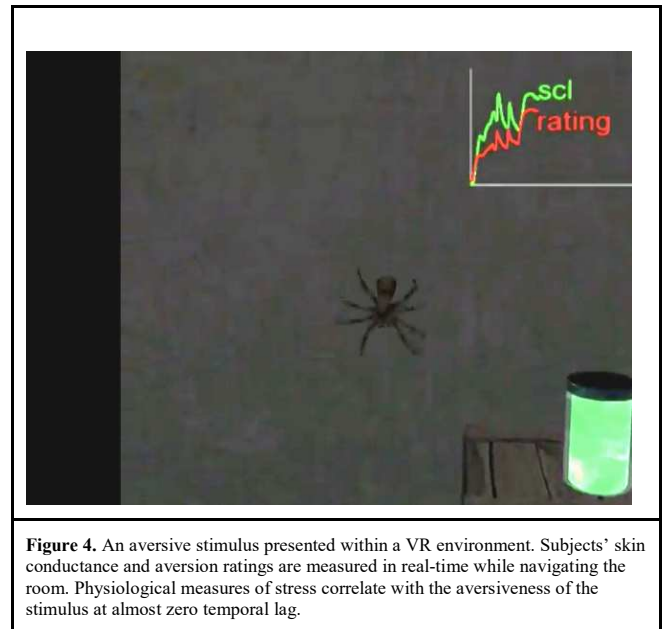 scl
rating
Figure 4. An aversive stimulus presented within a VR environment. Subjects’ skin
conductance and aversion ratings are measured in real-time while navigating the
room. Physiological measures of stress correlate with the aversiveness of the
stimulus at almost zero temporal lag.